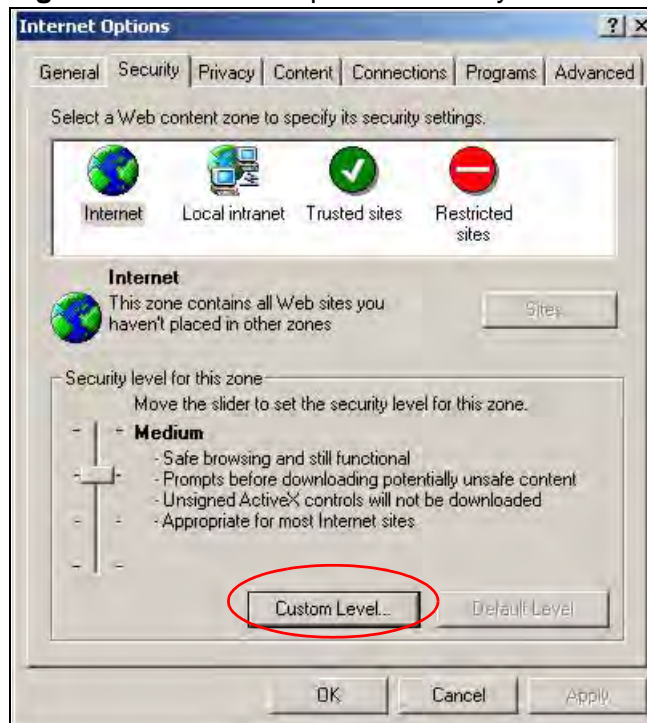 Internet Options
General Security Privacy Content Connections Programs Advanced
Select a Web content zone to specify its security settings.
Internet Local intranet Trusted sites Restricted sites
Internet
This zone contains all Web sites you
haven't placed in other zones
Sites...
Security level for this zone
Move the slider to set the security level for this zone.
Medium
- Safe browsing and still functional
- Prompts before downloading potentially unsafe content
- Unsigned ActiveX controls will not be downloaded
- Appropriate for most Internet sites
Custom Level... Default Level
OK Cancel Apply